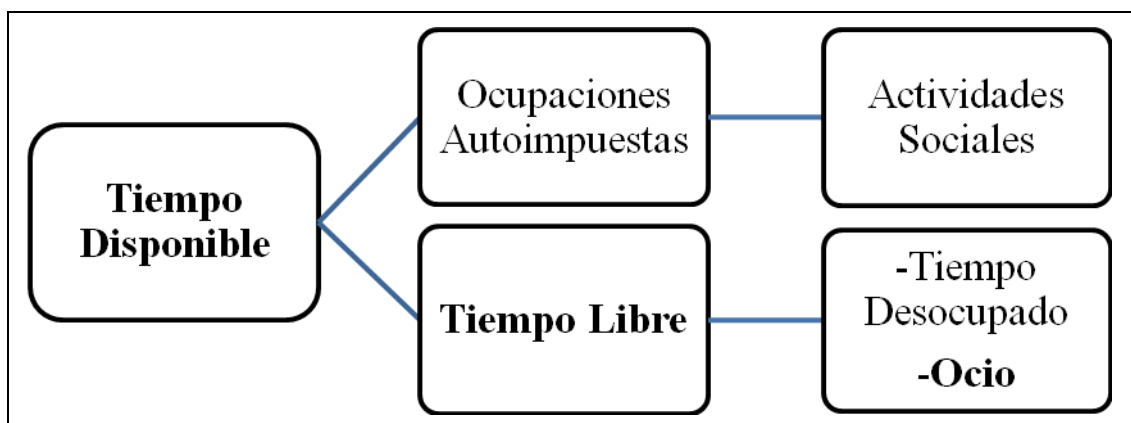 Tiempo
Disponible
Ocupaciones
Autoimpuestas
Actividades
Sociales
Tiempo Libre
-Tiempo
Desocupado
-Ocio